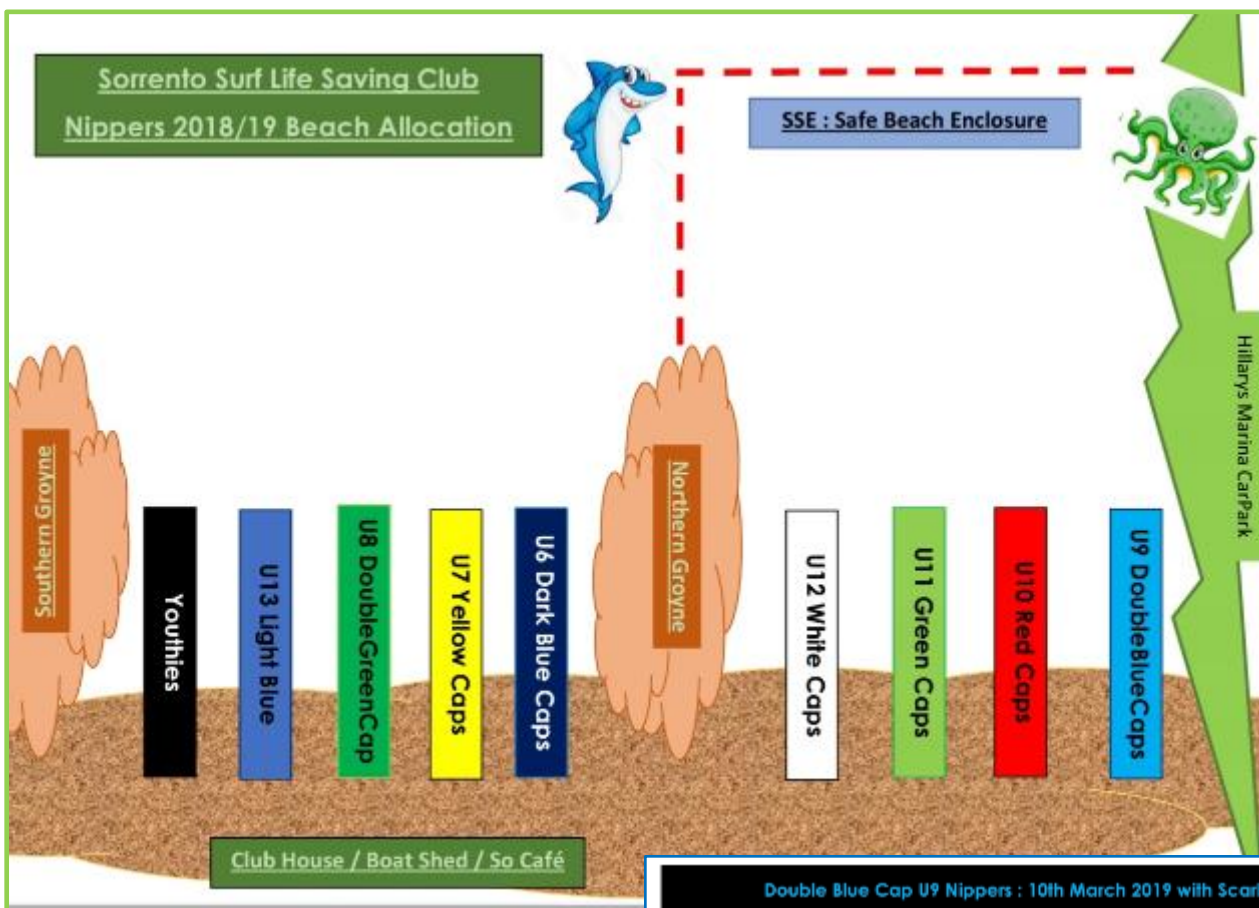 Sorrento Surf Life Saving Club
Nippers 2018/19 Beach Allocation
SSE : Safe Beach Enclosure
Hillarys Marina CarPark
Southern Groyne
Youthies
U13 Light Blue
U8 DoubleGreenCap
U7 Yellow Caps
U6 Dark Blue Caps
Northern Groyne
U12 White Caps
U11 Green Caps
U10 Red Caps
U9 DoubleBlueCaps
Club House / Boat Shed / So Café
Double Blue Cap U9 Nippers : 10th March 2019 with